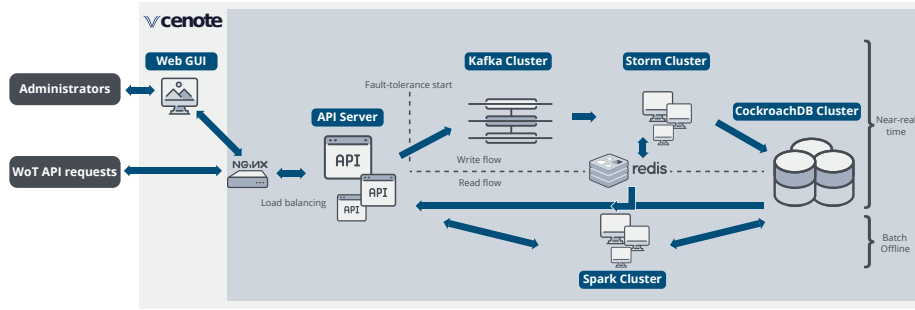 cenote
Web GUI
Administrators
WoT API requests
NGiNX
Load balancing
API Server
API
API
API
Fault-tolerance start
Kafka Cluster
Storm Cluster
CockroachDB Cluster
Write flow
Read flow
redis
Spark Cluster
Near-real
time
Batch
Offline